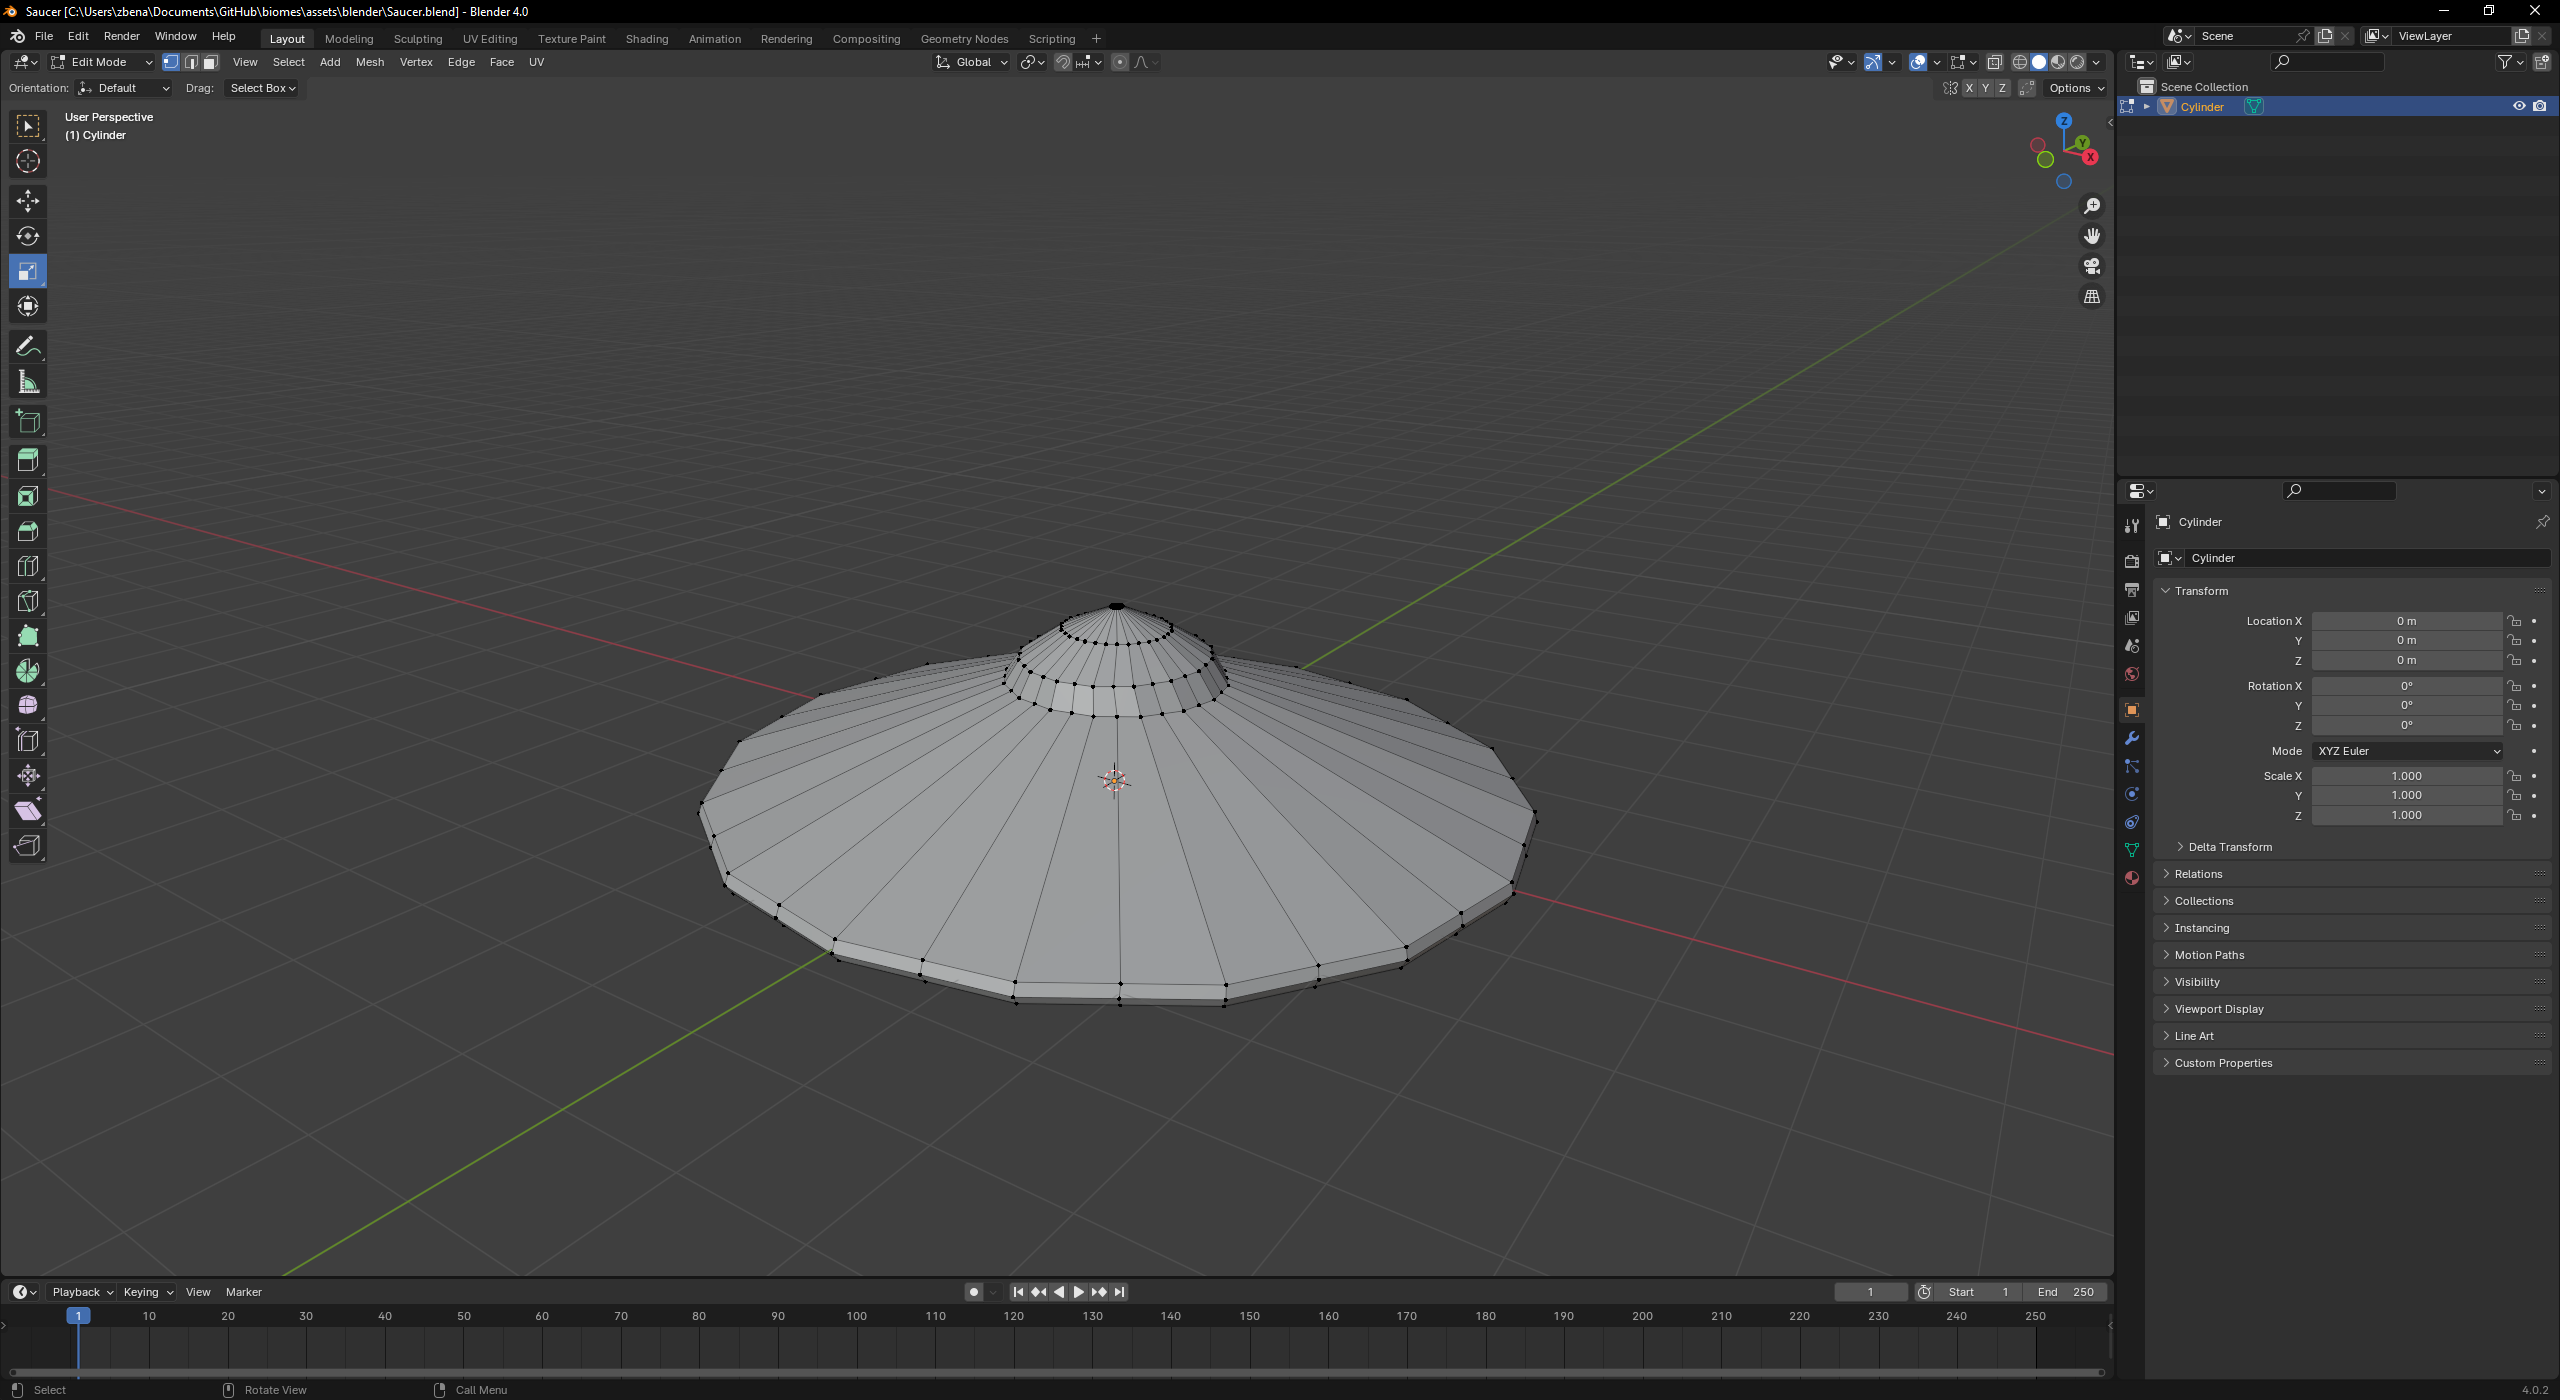 Saucer [C:\Users\zbena\Documents\GitHub\biomes\assets\blender\Saucer.blend] - Blender 4.0
File Edit Render Window Help Layout Modeling Sculpting UV Editing Texture Paint Shading Animation Rendering Compositing Geometry Nodes Scripting + Scene ViewLayer
Edit Mode View Select Add Mesh Vertex Edge Face UV Global
Orientation: Default Drag: Select Box X Y Z Options
User Perspective
(1) Cylinder
Z
Y
X
Scene Collection
Cylinder
Cylinder
Cylinder
Transform
Location X 0 m
Y 0 m
Z 0 m
Rotation X 0°
Y 0°
Z 0°
Mode XYZ Euler
Scale X 1.000
Y 1.000
Z 1.000
Delta Transform
Relations
Collections
Instancing
Motion Paths
Visibility
Viewport Display
Line Art
Custom Properties
Playback Keying View Marker 1 Start 1 End 250
1 10 20 30 40 50 60 70 80 90 100 110 120 130 140 150 160 170 180 190 200 210 220 230 240 250
Select Rotate View Call Menu 4.0.2